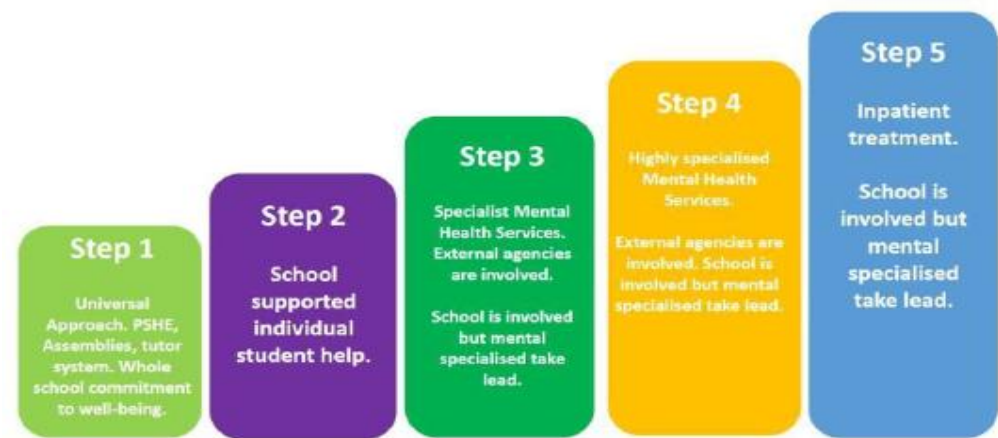 Step 1
Universal
Approach. PSHE,
Assemblies, tutor
system. Whole
school commitment
to well-being.
Step 2
School
supported
individual
student help.
Step 3
Specialist Mental
Health Services.
External agencies
are involved.
School is involved
but mental
specialised take
lead.
Step 4
Highly specialised
Mental Health
Services.
External agencies are
involved. School is
involved but mental
specialised take lead.
Step 5
Inpatient
treatment.
School is
involved but
mental
specialised
take lead.